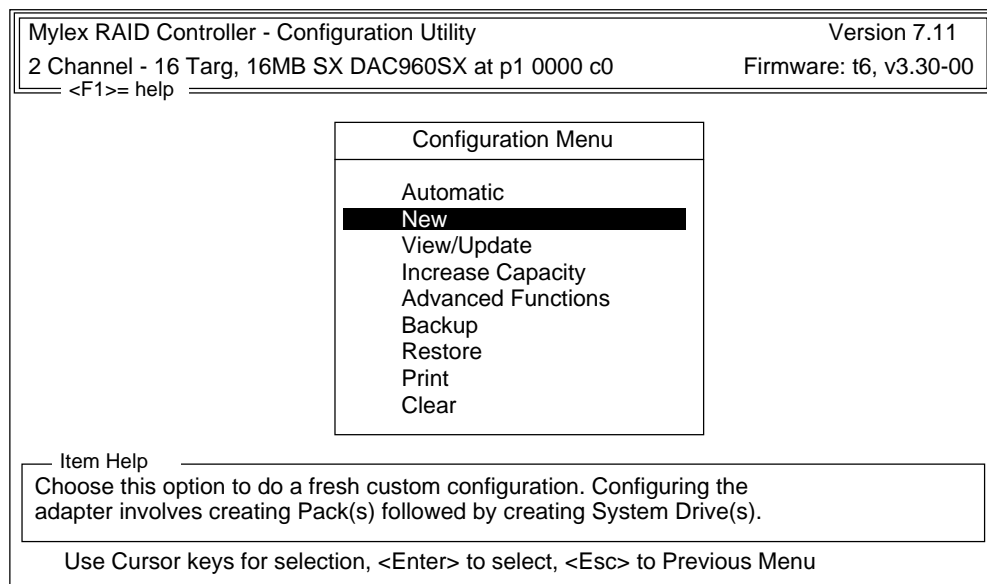 Mylex RAID Controller - Configuration Utility Version 7.11
2 Channel - 16 Targ, 16MB SX DAC960SX at p1 0000 c0 Firmware: t6, v3.30-00
<F1>= help
Configuration Menu
Automatic
New
View/Update
Increase Capacity
Advanced Functions
Backup
Restore
Print
Clear
Item Help
Choose this option to do a fresh custom configuration. Configuring the
adapter involves creating Pack(s) followed by creating System Drive(s).
Use Cursor keys for selection, <Enter> to select, <Esc> to Previous Menu